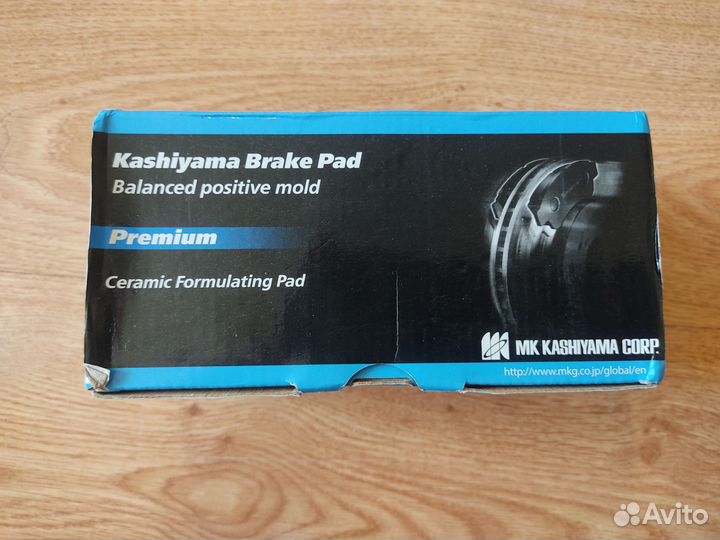 Kashiyama Brake Pad
Balanced positive mold
Premium
Ceramic Formulating Pad
MK KASHIYAMA CORP.
http://www.mkg.co.jp/global/en
Avito